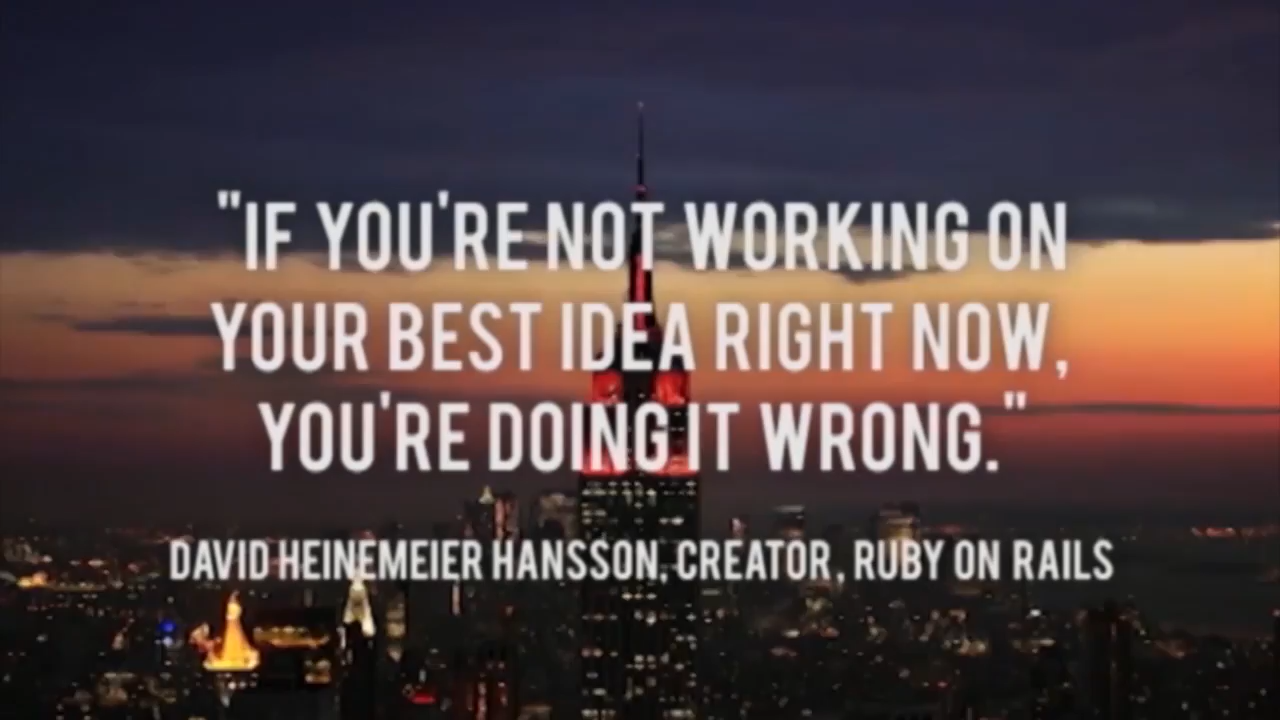 "IF YOU'RE NOT WORKING ON
YOUR BEST IDEA RIGHT NOW,
YOU'RE DOING IT WRONG."
DAVID HEINEMEIER HANSSON, CREATOR, RUBY ON RAILS